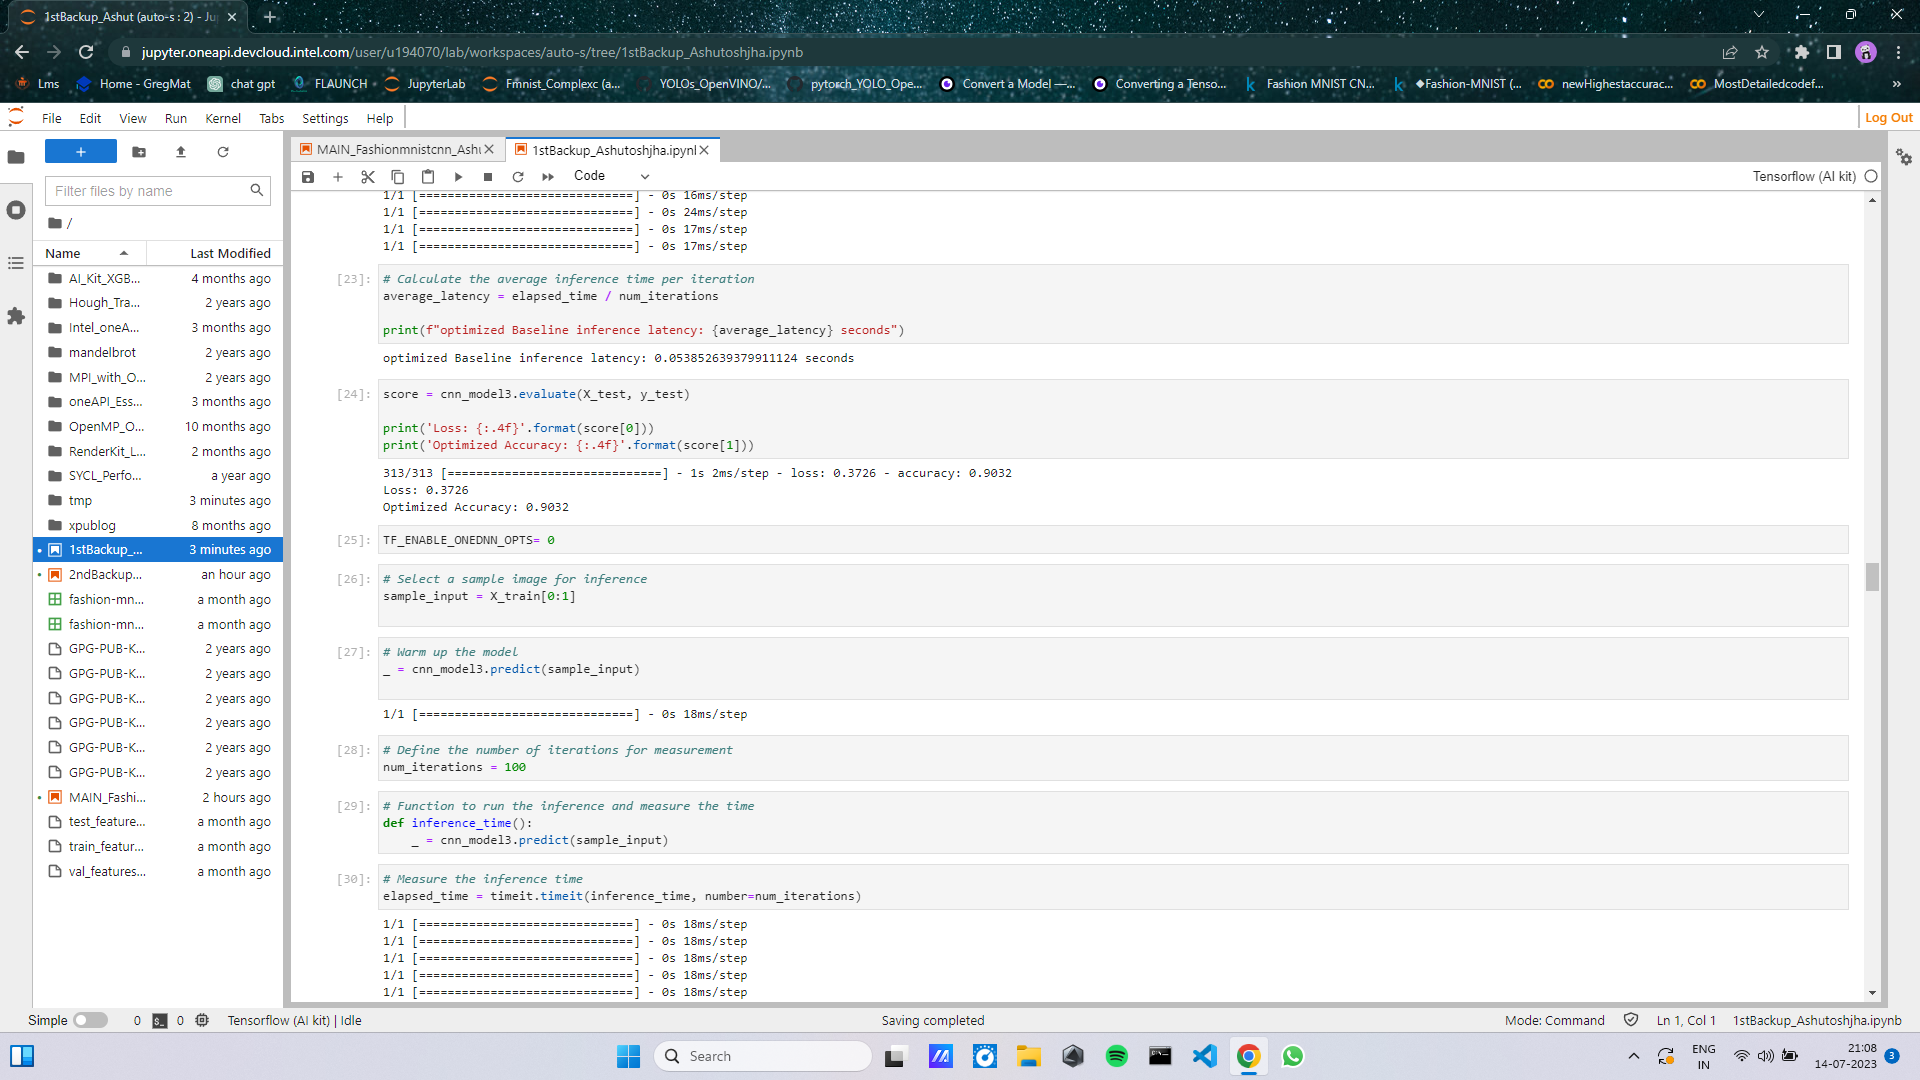 1stBackup_Ashut (auto-s : 2) - Ju
jupyter.oneapi.devcloud.intel.com/user/u194070/lab/workspaces/auto-s/tree/1stBackup_Ashutoshjha.ipynb
Lms
Home - GregMat
chat gpt
FLAUNCH
JupyterLab
Fmnist_Complexc (a...
YOLOs_OpenVINO/...
pytorch_YOLO_Ope...
Convert a Model —...
Converting a Tenso...
Fashion MNIST CN...
◆Fashion-MNIST (...
newHighestaccurac...
MostDetailedcodef...
»
File Edit View Run Kernel Tabs Settings Help
Log Out
Filter files by name
/
Name Last Modified
AI_Kit_XGB... 4 months ago
Hough_Tra... 2 years ago
Intel_oneA... 3 months ago
mandelbrot 2 years ago
MPI_with_O... 2 years ago
oneAPI_Ess... 3 months ago
OpenMP_O... 10 months ago
RenderKit_L... 2 months ago
SYCL_Perfo... a year ago
tmp 3 minutes ago
xpublog 8 months ago
1stBackup_... 3 minutes ago
2ndBackup... an hour ago
fashion-mn... a month ago
fashion-mn... a month ago
GPG-PUB-K... 2 years ago
GPG-PUB-K... 2 years ago
GPG-PUB-K... 2 years ago
GPG-PUB-K... 2 years ago
GPG-PUB-K... 2 years ago
GPG-PUB-K... 2 years ago
MAIN_Fashi... 2 hours ago
test_feature... a month ago
train_featur... a month ago
val_features... a month ago
MAIN_Fashionmnistcnn_Ashu
1stBackup_Ashutoshjha.ipynl
Code
Tensorflow (AI kit)
1/1 [==============================] - 0s 16ms/step
1/1 [==============================] - 0s 24ms/step
1/1 [==============================] - 0s 17ms/step
1/1 [==============================] - 0s 17ms/step
[23]: # Calculate the average inference time per iteration
average_latency = elapsed_time / num_iterations
print(f"optimized Baseline inference latency: {average_latency} seconds")
optimized Baseline inference latency: 0.053852639379911124 seconds
[24]: score = cnn_model3.evaluate(X_test, y_test)
print('Loss: {:.4f}'.format(score[0]))
print('Optimized Accuracy: {:.4f}'.format(score[1]))
313/313 [==============================] - 1s 2ms/step - loss: 0.3726 - accuracy: 0.9032
Loss: 0.3726
Optimized Accuracy: 0.9032
[25]: TF_ENABLE_ONEDNN_OPTS= 0
[26]: # Select a sample image for inference
sample_input = X_train[0:1]
[27]: # Warm up the model
_ = cnn_model3.predict(sample_input)
1/1 [==============================] - 0s 18ms/step
[28]: # Define the number of iterations for measurement
num_iterations = 100
[29]: # Function to run the inference and measure the time
def inference_time():
    _ = cnn_model3.predict(sample_input)
[30]: # Measure the inference time
elapsed_time = timeit.timeit(inference_time, number=num_iterations)
1/1 [==============================] - 0s 18ms/step
1/1 [==============================] - 0s 18ms/step
1/1 [==============================] - 0s 18ms/step
1/1 [==============================] - 0s 18ms/step
1/1 [==============================] - 0s 18ms/step
Simple 0 0 Tensorflow (AI kit) | Idle
Saving completed
Mode: Command
Ln 1, Col 1
1stBackup_Ashutoshjha.ipynb
Search
ENG
IN
21:08
14-07-2023
3